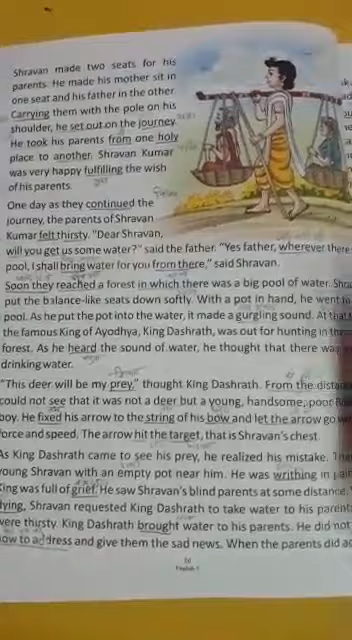 Shravan made two seats for his
parents. He made his mother sit in
one seat and his father in the other.
Carrying them with the pole on his
shoulder, he set out on the journey.
He took his parents from one holy
place to another. Shravan Kumar
was very happy fulfilling the wish
of his parents.
One day as they continued the
journey, the parents of Shravan
Kumar felt thirsty. "Dear Shravan,
will you get us some water?" said the father. "Yes father, wherever there
pool, I shall bring water for you from there," said Shravan.
Soon they reached a forest in which there was a big pool of water.
put the balance-like seats down softly. With a pot in hand, he went
pool. As he put the pot into the water, it made a gurgling sound. At
the famous King of Ayodhya, King Dashrath, was out for hunting in
forest. As he heard the sound of water, he thought that there
drinking water.
"This deer will be my prey," thought King Dashrath. From the
could not see that it was not a deer but a young, handsome, poor
boy. He fixed his arrow to the string of his bow and let the arrow go
force and speed. The arrow hit the target, that is Shravan's chest.
As King Dashrath came to see his prey, he realized his mistake.
young Shravan with an empty pot near him. He was writhing in
King was full of grief. He saw Shravan's blind parents at some distance.
dying, Shravan requested King Dashrath to take water to his
were thirsty. King Dashrath brought water to his parents. He did not
how to address and give them the sad news. When the parents did